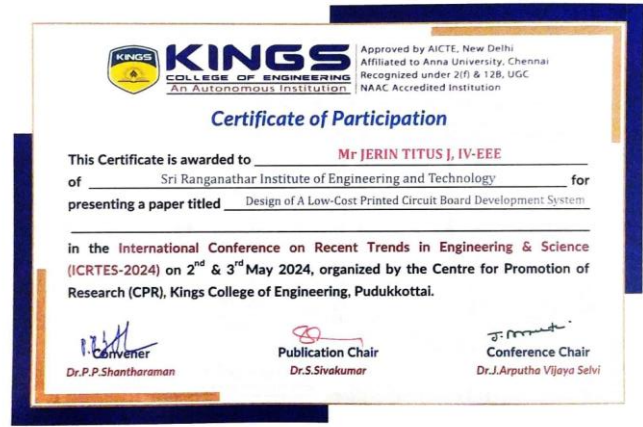 KINGS
KINGS
COLLEGE OF ENGINEERING
An Autonomous Institution
Approved by AICTE, New Delhi
Affiliated to Anna University, Chennai
Recognized under 2(f) & 12B, UGC
NAAC Accredited Institution
Certificate of Participation
This Certificate is awarded to Mr JERIN TITUS J, IV-EEE
of Sri Ranganathar Institute of Engineering and Technology for
presenting a paper titled Design of A Low-Cost Printed Circuit Board Development System
in the International Conference on Recent Trends in Engineering & Science
(ICRTES-2024) on 2nd & 3rd May 2024, organized by the Centre for Promotion of
Research (CPR), Kings College of Engineering, Pudukkottai.
Convener Publication Chair Conference Chair
Dr.P.P.Shantharaman Dr.S.Sivakumar Dr.J.Arputha Vijaya Selvi